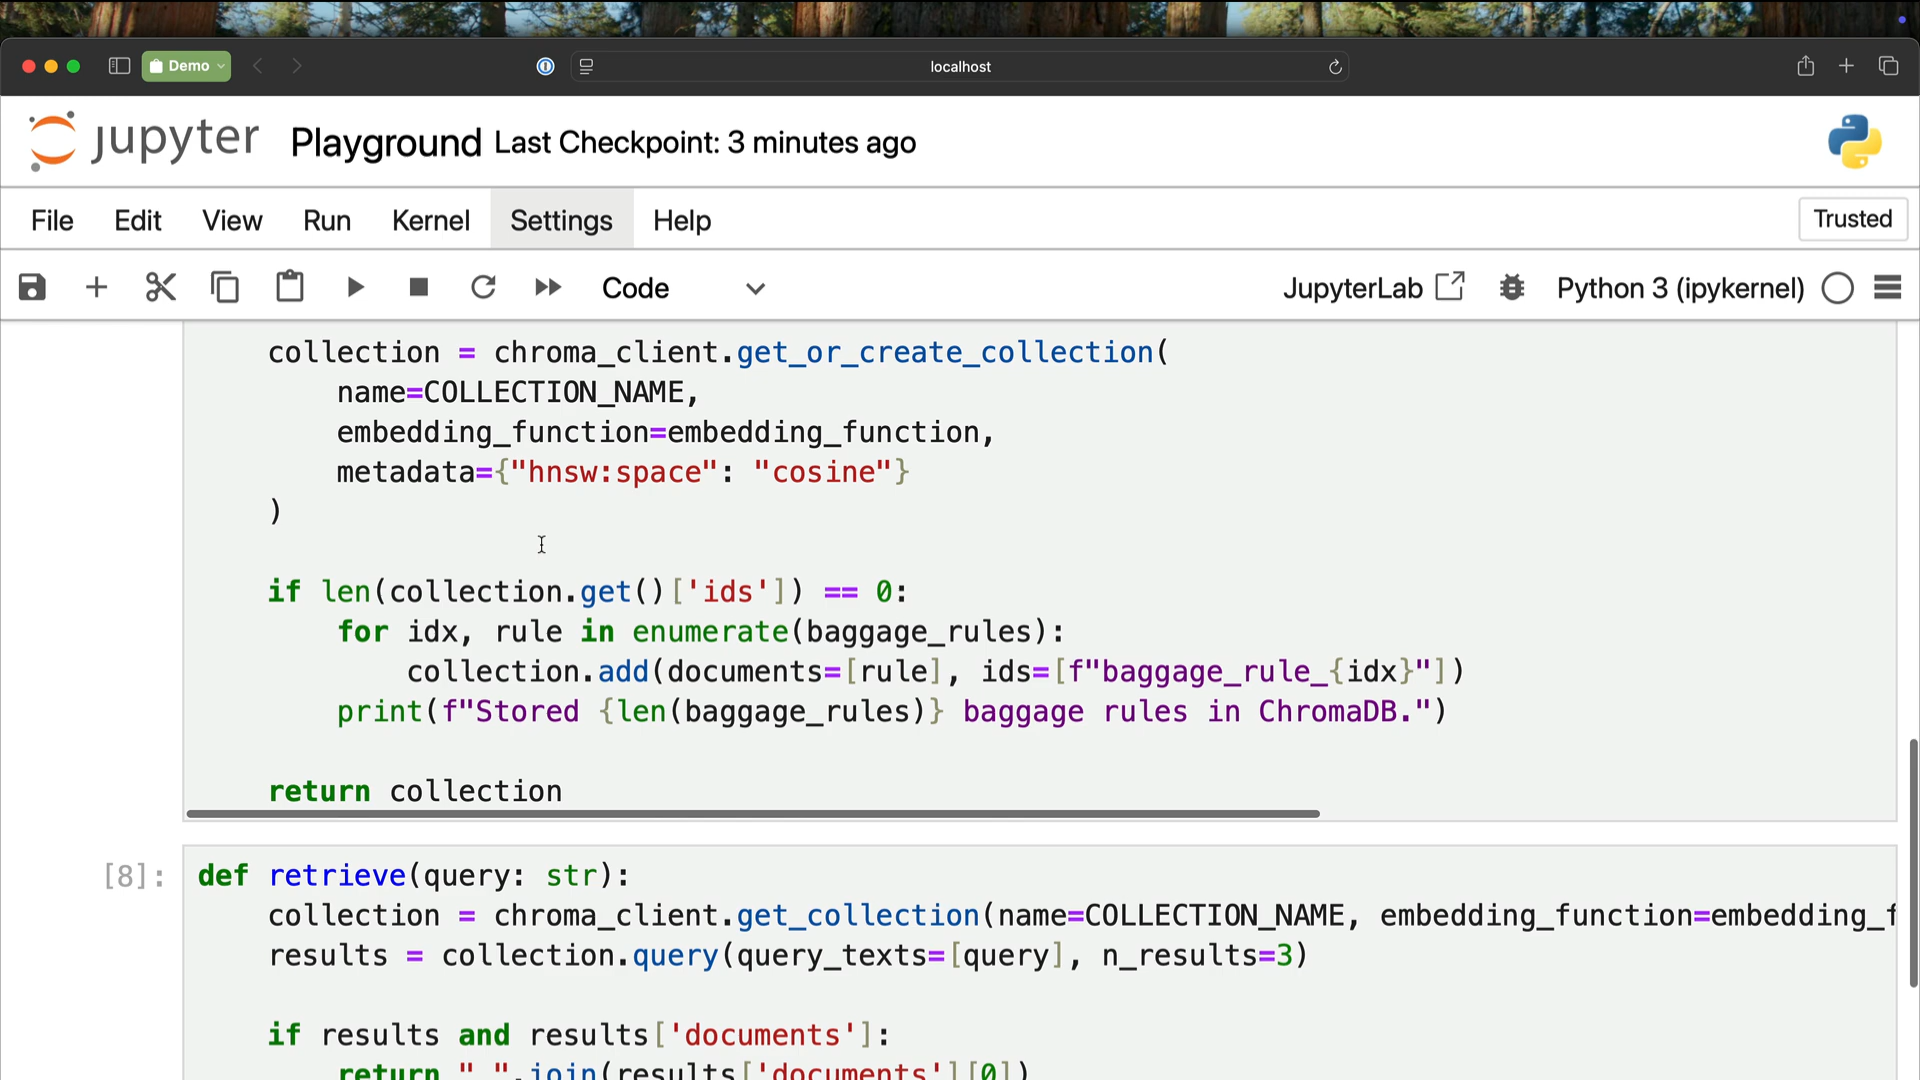 Demo
localhost
jupyter Playground Last Checkpoint: 3 minutes ago
File Edit View Run Kernel Settings Help Trusted
Code JupyterLab Python 3 (ipykernel)
collection = chroma_client.get_or_create_collection(
name=COLLECTION_NAME,
embedding_function=embedding_function,
metadata={"hnsw:space": "cosine"}
)
if len(collection.get()['ids']) == 0:
for idx, rule in enumerate(baggage_rules):
collection.add(documents=[rule], ids=[f"baggage_rule_{idx}"])
print(f"Stored {len(baggage_rules)} baggage rules in ChromaDB.")
return collection
[8]: def retrieve(query: str):
collection = chroma_client.get_collection(name=COLLECTION_NAME, embedding_function=embedding_f
results = collection.query(query_texts=[query], n_results=3)
if results and results['documents']:
return " ".join(results['documents'][0])